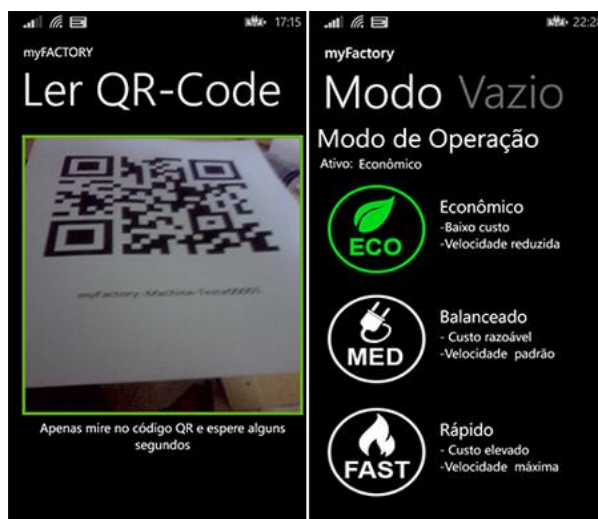 17:15
myFACTORY
Ler QR-Code
myFactory::Machine:Teste00005
Apenas mire no código QR e espere alguns
segundos
22:28
myFactory
Modo Vazio
Modo de Operação
Ativo: Econômico
ECO
Econômico
-Baixo custo
-Velocidade reduzida
MED
Balanceado
- Custo razoável
-Velocidade padrão
FAST
Rápido
- Custo elevado
-Velocidade máxima